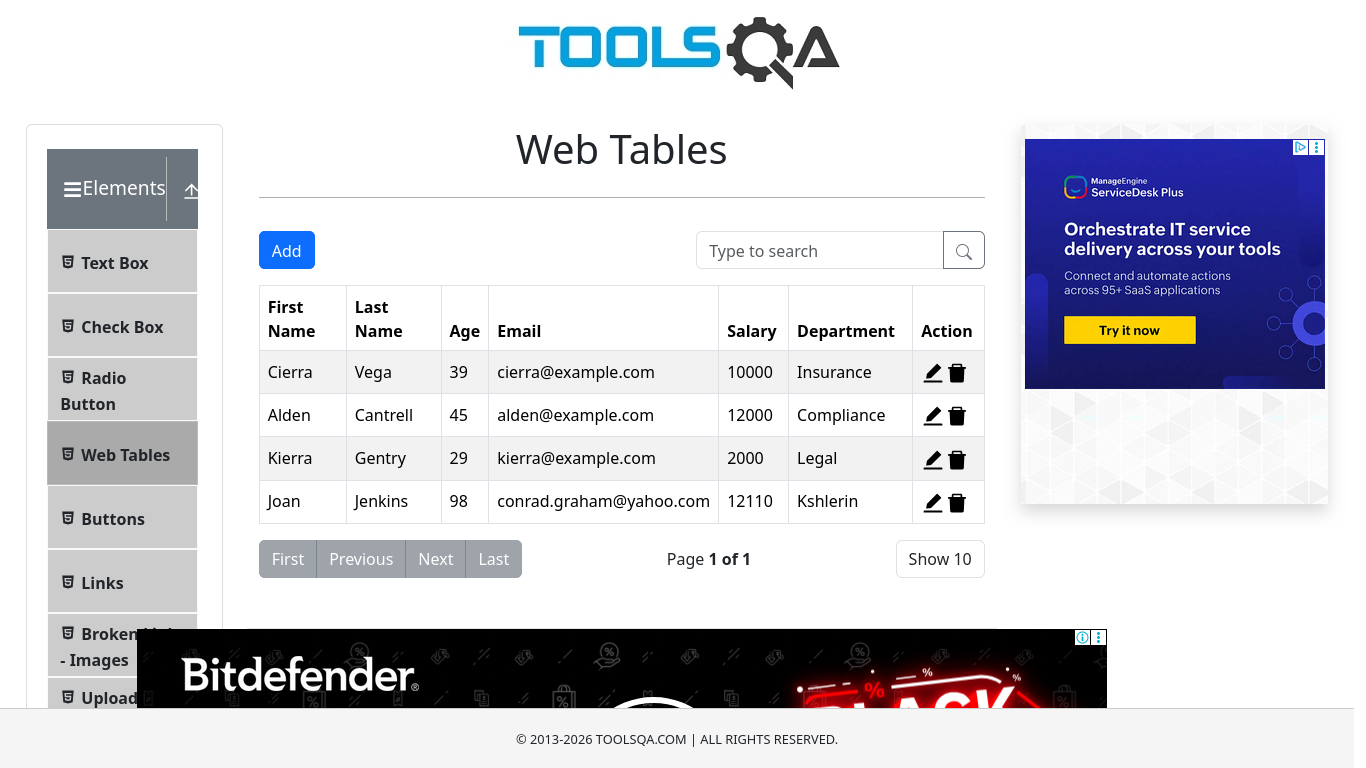 TOOLSQA
Web Tables
Elements
Text Box
Check Box
Radio
Button
Web Tables
Buttons
Links
Broken
- Images
Upload
Add
Type to search
First Name Last Name Age Email Salary Department Action
Cierra Vega 39 cierra@example.com 10000 Insurance
Alden Cantrell 45 alden@example.com 12000 Compliance
Kierra Gentry 29 kierra@example.com 2000 Legal
Joan Jenkins 98 conrad.graham@yahoo.com 12110 Kshlerin
First Previous Next Last Page 1 of 1 Show 10
ManageEngine
ServiceDesk Plus
Orchestrate IT service
delivery across your tools
Connect and automate actions
across 95+ SaaS applications
Try it now
Bitdefender®
BLACK
© 2013-2026 TOOLSQA.COM | ALL RIGHTS RESERVED.